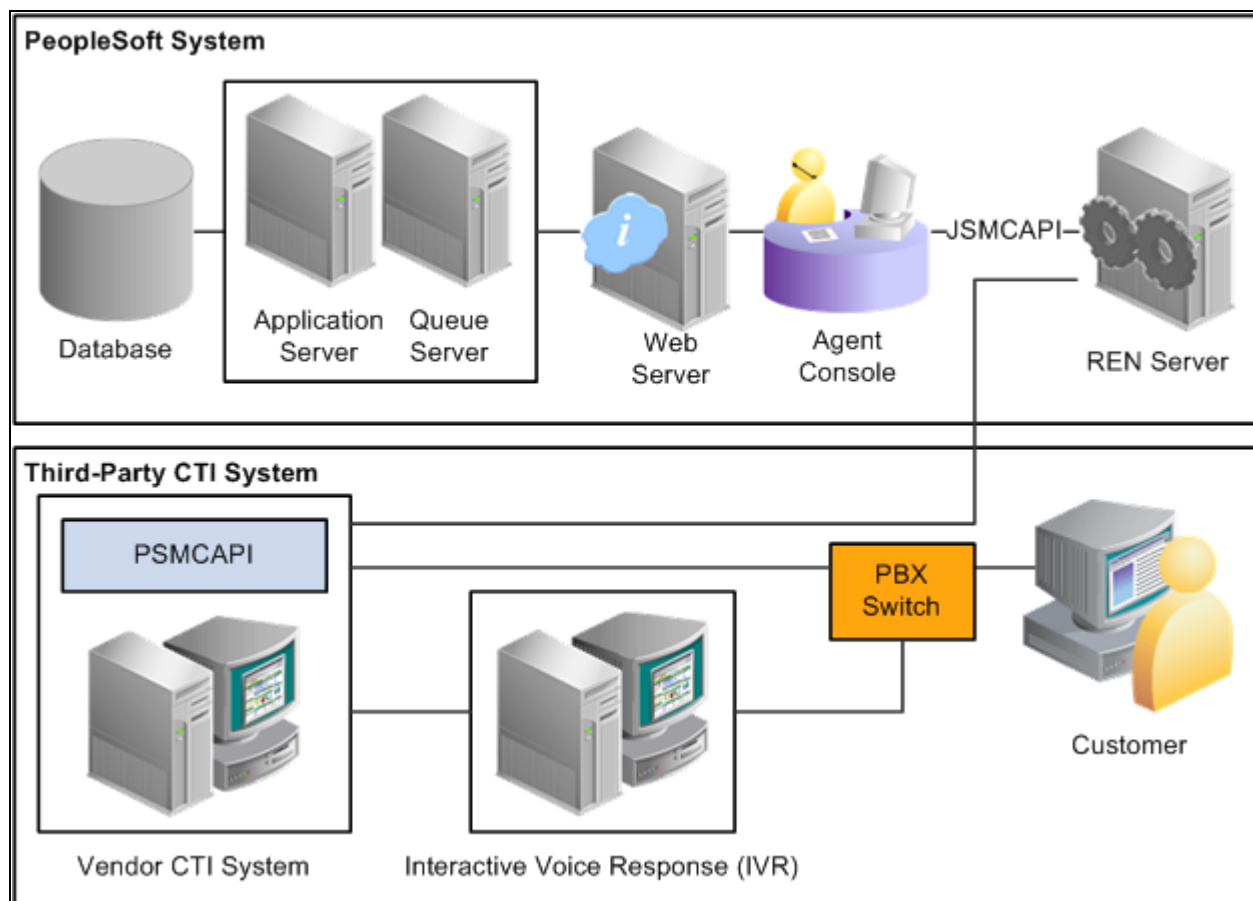 PeopleSoft System
Database
Application
Server
Queue
Server
i
Web
Server
Agent
Console
JSMCAPI
REN Server
Third-Party CTI System
PSMCAPI
PBX
Switch
Customer
Vendor CTI System
Interactive Voice Response (IVR)